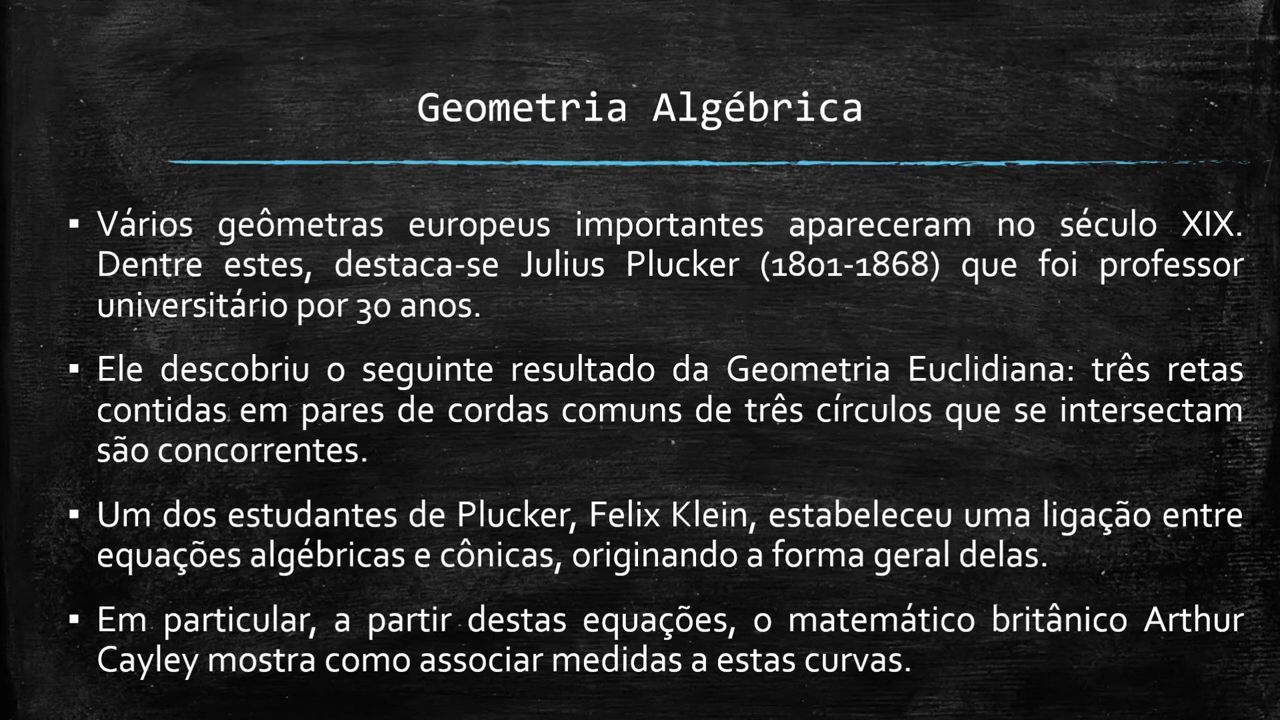 Geometria Algébrica
▪ Vários geômetras europeus importantes apareceram no século XIX.
Dentre estes, destaca-se Julius Plucker (1801-1868) que foi professor
universitário por 30 anos.
▪ Ele descobriu o seguinte resultado da Geometria Euclidiana: três retas
contidas em pares de cordas comuns de três círculos que se intersectam
são concorrentes.
▪ Um dos estudantes de Plucker, Felix Klein, estabeleceu uma ligação entre
equações algébricas e cônicas, originando a forma geral delas.
▪ Em particular, a partir destas equações, o matemático britânico Arthur
Cayley mostra como associar medidas a estas curvas.